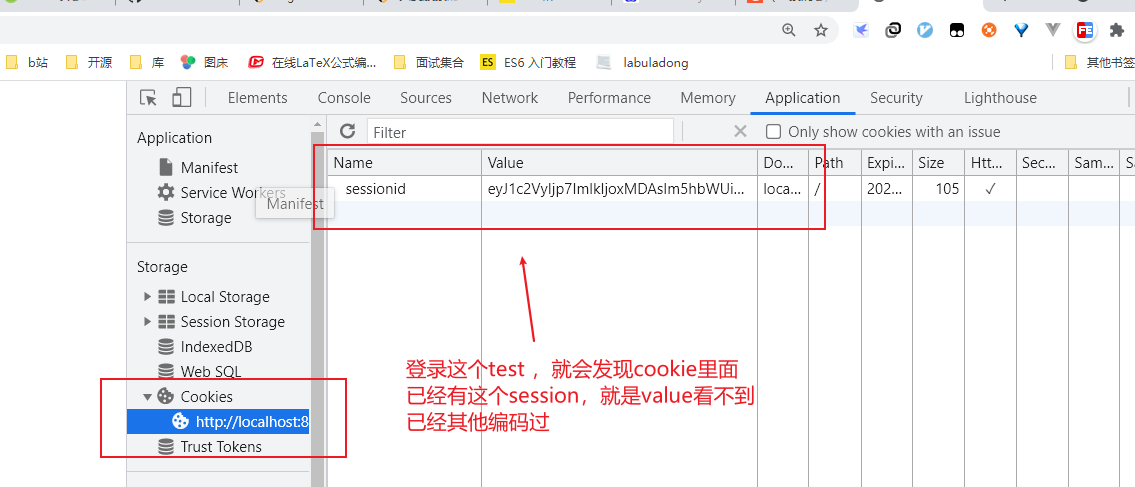 b站
开源
库
图床
在线LaTeX公式编...
面试集合
ES
ES6 入门教程
labuladong
其他书签
Elements
Console
Sources
Network
Performance
Memory
Application
Security
Lighthouse
Application
Filter
Only show cookies with an issue
Manifest
Service Workers
Manifest
Storage
Name
Value
Do...
Path
Expi...
Size
Htt...
Sec...
Sam...
sessionid
eyJ1c2VyIjp7ImlkIjoxMDAsIm5hbWUi...
loca...
/
202...
105
✓
Storage
Local Storage
Session Storage
IndexedDB
Web SQL
Cookies
http://localhost:8
Trust Tokens
登录这个test ，就会发现cookie里面
已经有这个session，就是value看不到
已经其他编码过